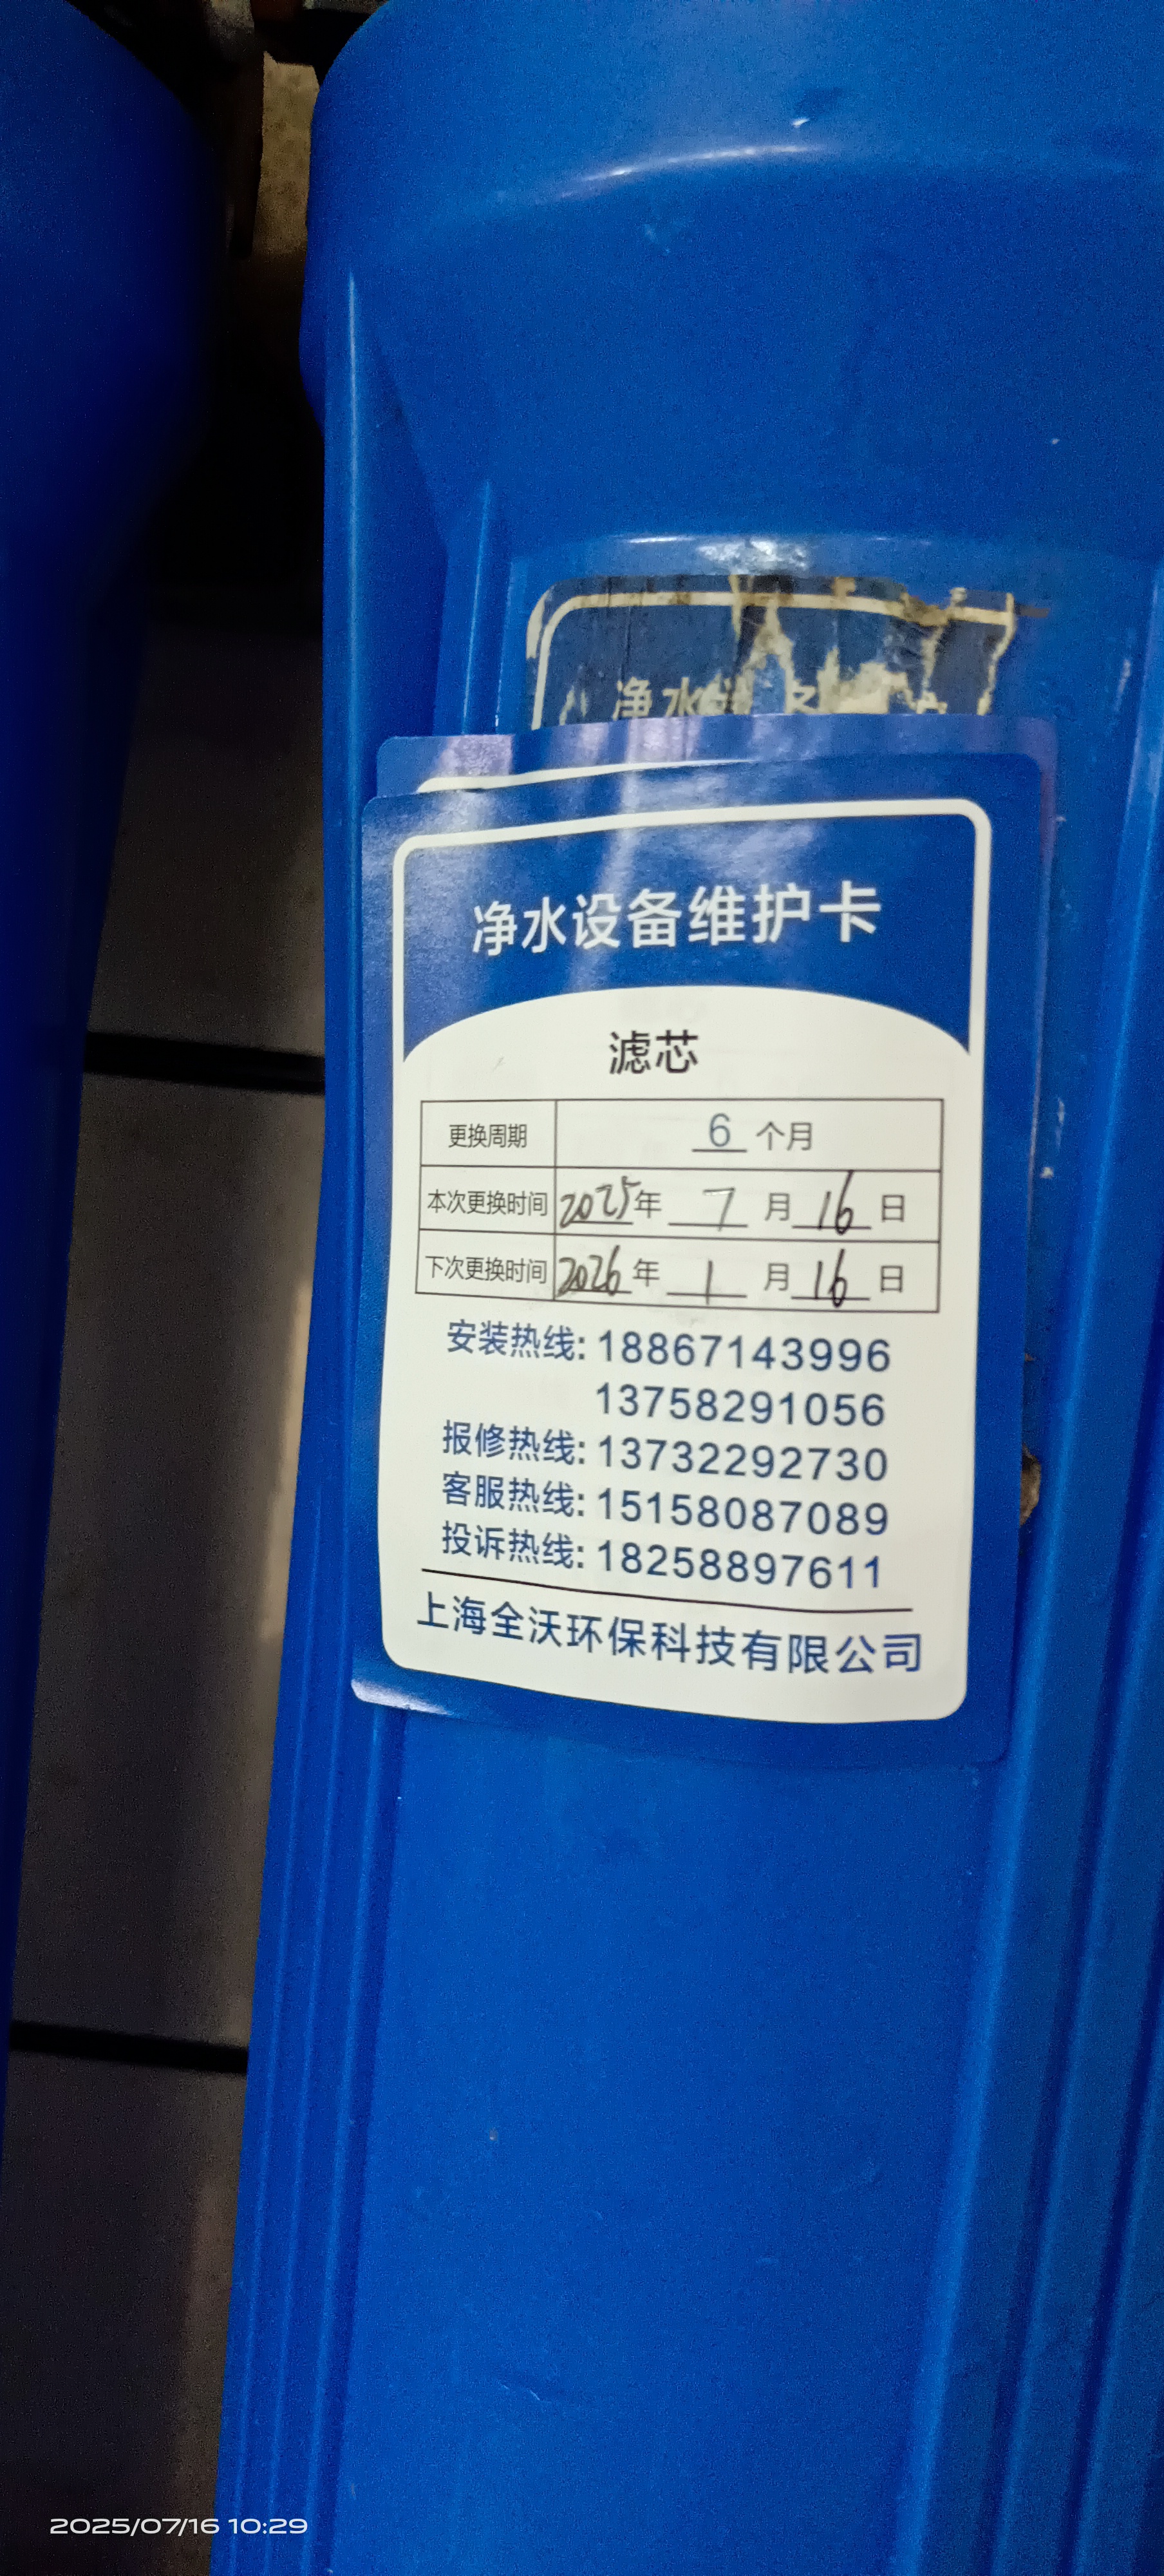 净水设备维护卡
滤芯
更换周期 6 个月
本次更换时间 2025年 7 月 16 日
下次更换时间 2026年 1 月 16 日
安装热线: 18867143996
13758291056
报修热线: 13732292730
客服热线: 15158087089
投诉热线: 18258897611
上海全沃环保科技有限公司
2025/07/16 10:29